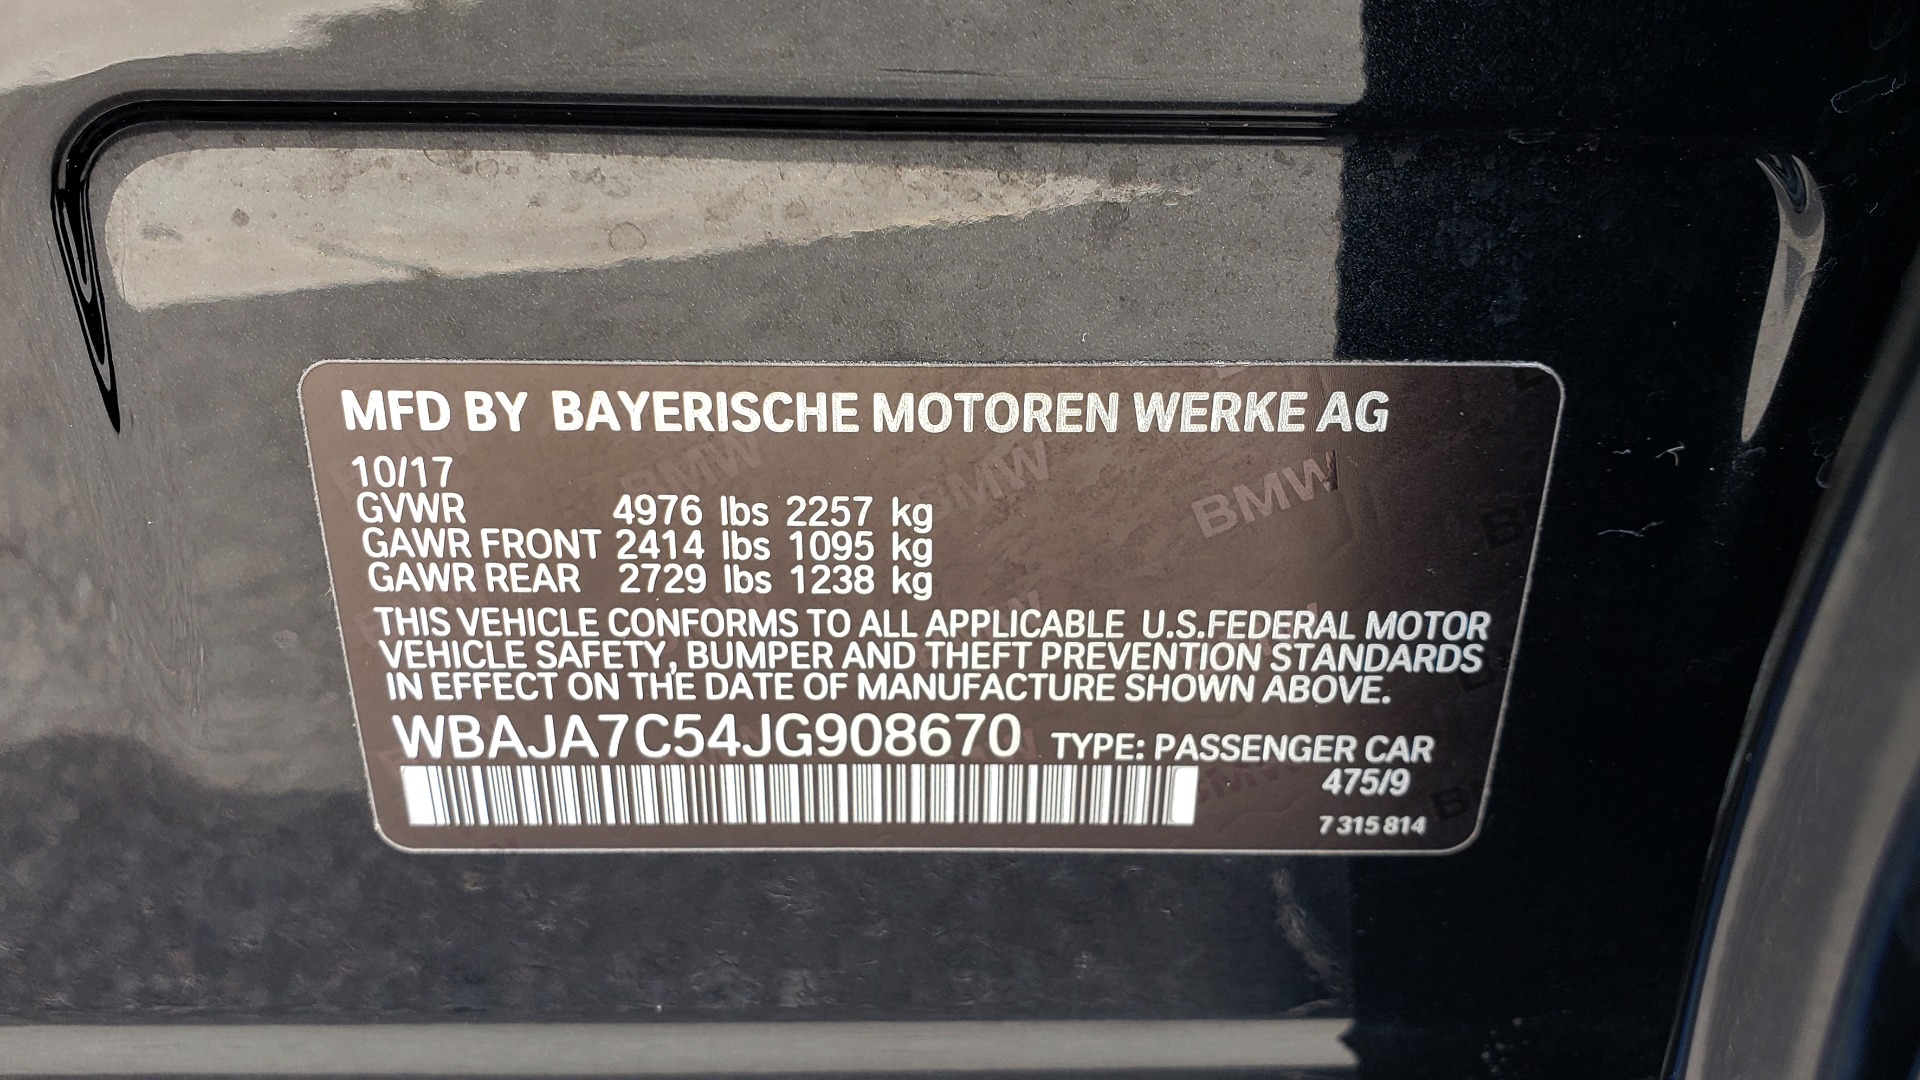 MFD BY BAYERISCHE MOTOREN WERKE AG
10/17
GVWR 4976 lbs 2257 kg
GAWR FRONT 2414 lbs 1095 kg
GAWR REAR 2729 lbs 1238 kg
THIS VEHICLE CONFORMS TO ALL APPLICABLE U.S.FEDERAL MOTOR
VEHICLE SAFETY, BUMPER AND THEFT PREVENTION STANDARDS
IN EFFECT ON THE DATE OF MANUFACTURE SHOWN ABOVE.
WBAJA7C54JG908670 TYPE: PASSENGER CAR
475/9
7 315 814
BMW BMW BMW